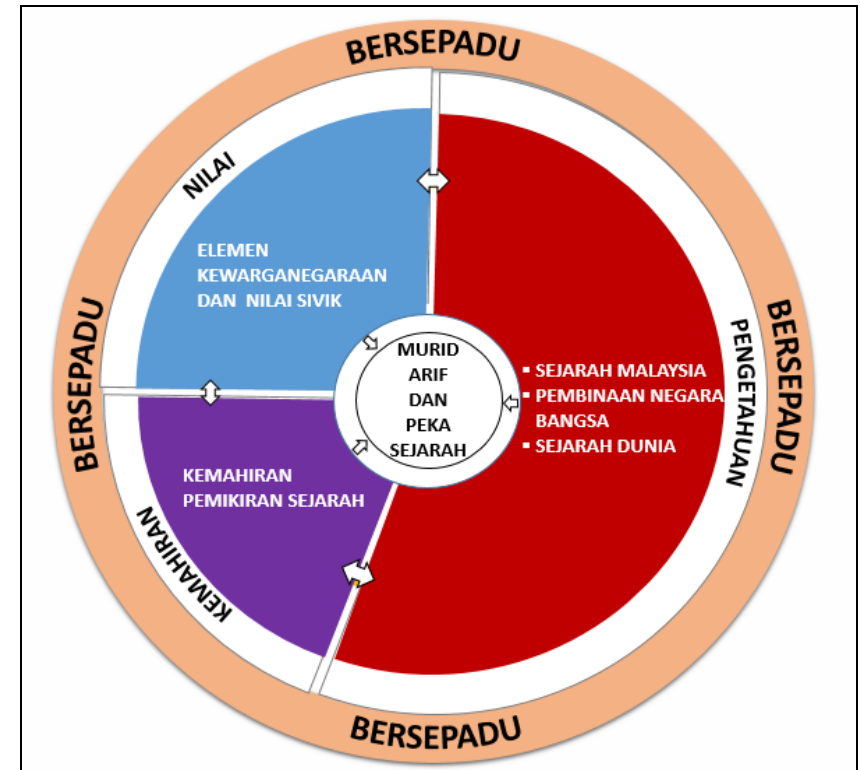 BERSEPADU
NILAI
ELEMEN
KEWARGANEGARAAN
DAN NILAI SIVIK
BERSEPADU
MURID
ARIF
DAN
PEKA
SEJARAH
▪ SEJARAH MALAYSIA
▪ PEMBINAAN NEGARA
BANGSA
▪ SEJARAH DUNIA
PENGETAHUAN
BERSEPADU
KEMAHIRAN
PEMIKIRAN SEJARAH
KEMAHIRAN
BERSEPADU